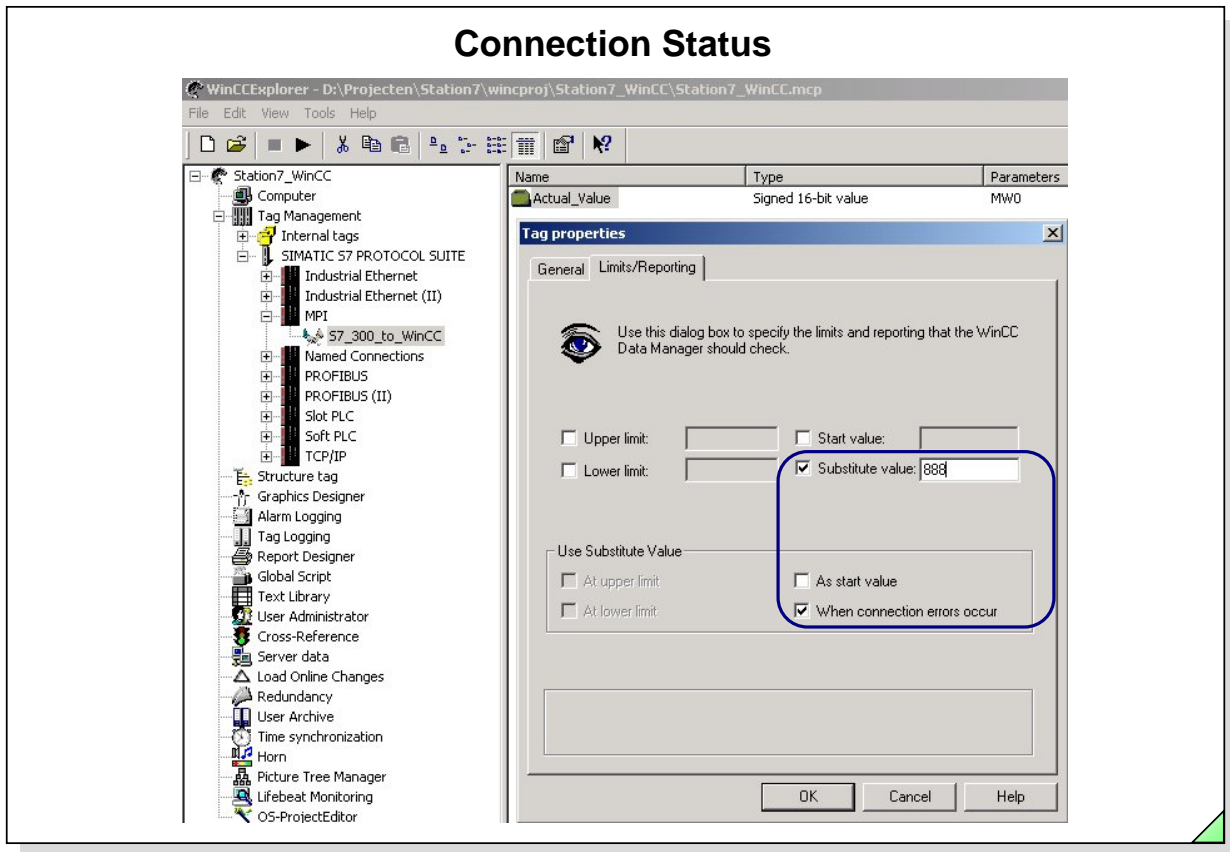 Connection Status
WinCCExplorer - D:\Projecten\Station7\wincproj\Station7_WinCC\Station7_WinCC.mcp
File Edit View Tools Help
Station7_WinCC
Computer
Tag Management
Internal tags
SIMATIC S7 PROTOCOL SUITE
Industrial Ethernet
Industrial Ethernet (II)
MPI
S7_300_to_WinCC
Named Connections
PROFIBUS
PROFIBUS (II)
Slot PLC
Soft PLC
TCP/IP
Structure tag
Graphics Designer
Alarm Logging
Tag Logging
Report Designer
Global Script
Text Library
User Administrator
Cross-Reference
Server data
Load Online Changes
Redundancy
User Archive
Time synchronization
Horn
Picture Tree Manager
Lifebeat Monitoring
OS-ProjectEditor
Name Type Parameters
Actual_Value Signed 16-bit value MW0
Tag properties
General Limits/Reporting
Use this dialog box to specify the limits and reporting that the WinCC
Data Manager should check.
Upper limit: Start value:
Lower limit: Substitute value: 888
Use Substitute Value
At upper limit As start value
At lower limit When connection errors occur
OK Cancel Help